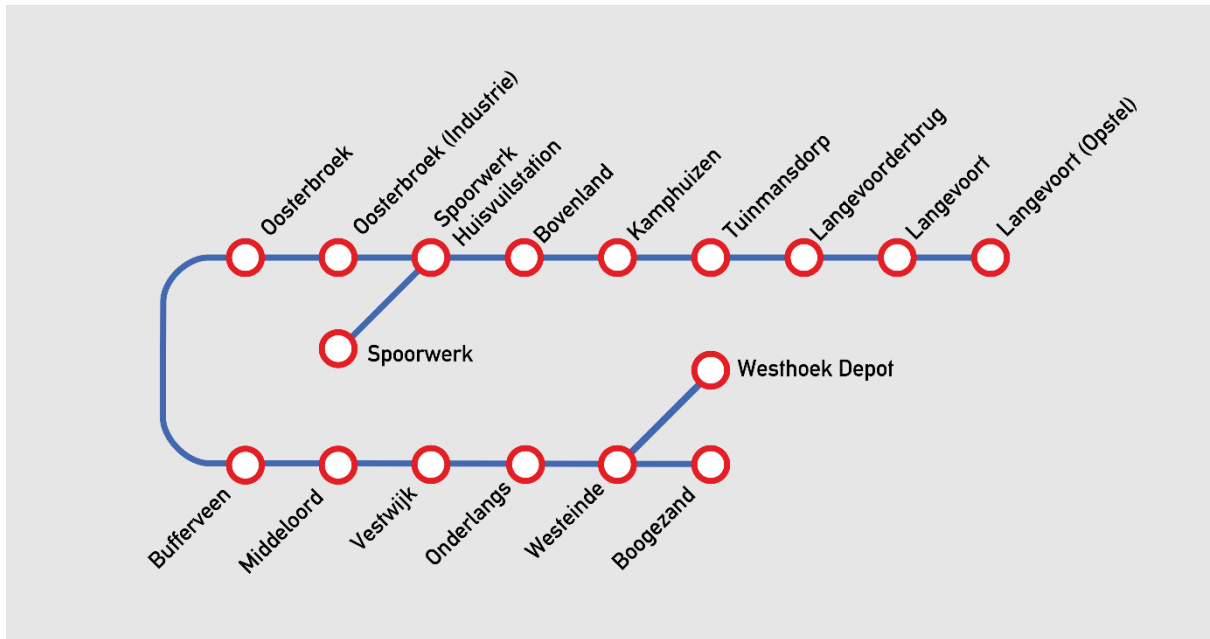 Oosterbroek
Oosterbroek (Industrie)
Spoorwerk
Huisvuilstation
Bovenland
Kamphuizen
Tuinmansdorp
Langevoorderbrug
Langevoort
Langevoort (Opstel)
Spoorwerk
Westhoek Depot
Bufferveen
Middeloord
Vestwijk
Onderlangs
Westeinde
Boogezand